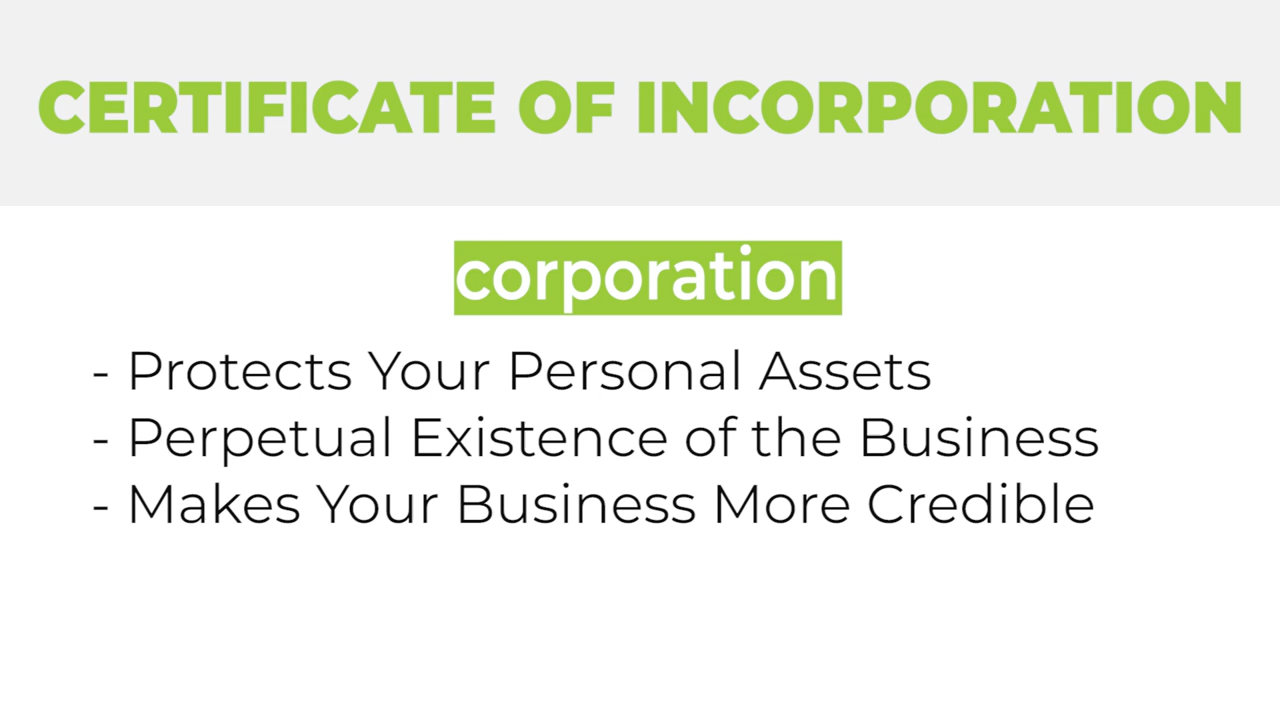 CERTIFICATE OF INCORPORATION
corporation
- Protects Your Personal Assets
- Perpetual Existence of the Business
- Makes Your Business More Credible